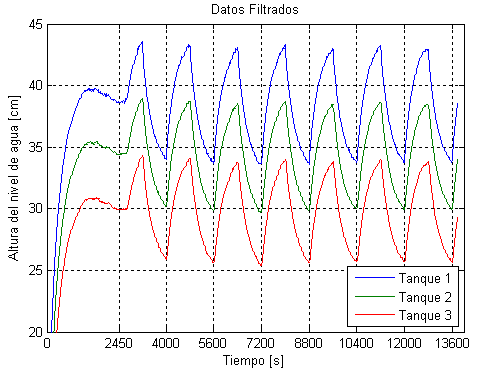 Datos Filtrados
45
40
35
30
25
20
Altura del nivel de agua [cm]
Tanque 1
Tanque 2
Tanque 3
0 2450 4000 5600 7200 8800 10400 12000 13600
Tiempo [s]